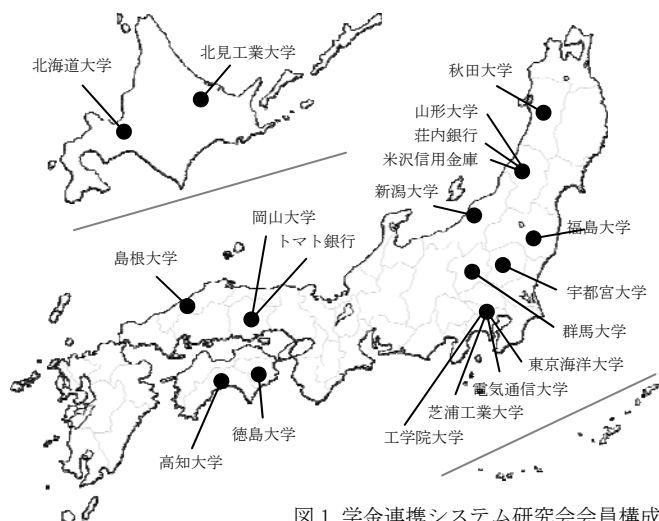 北見工業大学
北海道大学
秋田大学
山形大学
荘内銀行
米沢信用金庫
新潟大学
岡山大学
トマト銀行
福島大学
島根大学
宇都宮大学
群馬大学
東京海洋大学
電気通信大学
芝浦工業大学
工学院大学
徳島大学
高知大学
図 1 学金連携システム研究会会員構成